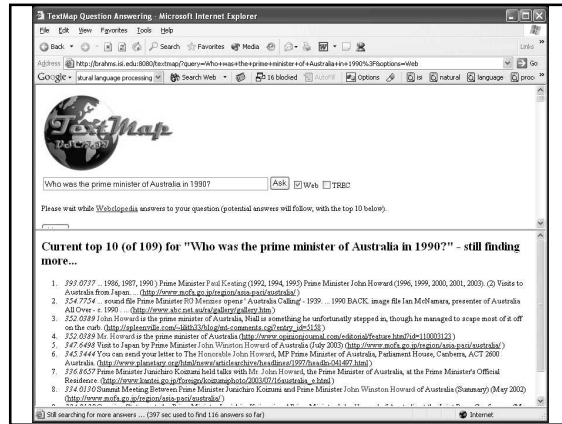 TextMap Question Answering - Microsoft Internet Explorer
File Edit View Favorites Tools Help
Back Search Favorites Media
Links
Address http://brahms.isi.edu:8080/textmap/?query=Who+was+the+prime+minister+of+Australia+in+1990%3F&options=Web Go
Google atural language processing Search Web 16 blocked AutoFill Options isi natural language proc
TextMap
Who was the prime minister of Australia in 1990? Ask Web TREC
Please wait while Webclopedia answers to your question (potential answers will follow, with the top 10 below).
Current top 10 (of 109) for "Who was the prime minister of Australia in 1990?" - still finding
more...
1. 393.0737 ... 1986, 1987, 1990 ) Prime Minister Paul Keating (1992, 1994, 1995) Prime Minister John Howard (1996, 1999, 2000, 2001, 2003). (2) Visits to
Australia from Japan. ... (http://www.mofa.go.jp/region/asia-paci/australia/)
2. 354.7754 ... sound file Prime Minister RG Menzies opens ' Australia Calling' - 1939. ... 1990 BACK. image file Ian McNamara, presenter of Australia
All Over - c. 1990 ... (http://www.abc.net.au/ra/gallery/gallery.htm)
3. 352.0389 John Howard is the prime minister of Australia, Niall is something he unfortunatly stepped in, though he managed to scape most of it off
on the curb. (http://spleenville.com/~lilith33/blog/mt-comments.cgi?entry_id=5158)
4. 352.0389 Mr. Howard is the prime minister of Australia (http://www.opinionjournal.com/editorial/feature.html?id=110003123)
5. 347.6498 Visit to Japan by Prime Minister John Winston Howard of Australia (July 2003) (http://www.mofa.go.jp/region/asia-paci/australia/)
6. 345.3444 You can send your letter to The Honorable John Howard, MP Prime Minister of Australia, Parliament House, Canberra, ACT 2600
Australia. (http://www.planetary.org/html/news/articlearchive/headlines/1997/headln-041497.html)
7. 336.8657 Prime Minister Junichiro Koizumi held talks with Mr. John Howard, the Prime Minister of Australia, at the Prime Minister's Official
Residence. (http://www.kantei.go.jp/foreign/koizumiphoto/2003/07/16australia_e.html)
8. 334.0130 Summit Meeting Between Prime Minister Junichiro Koizumi and Prime Minister John Winston Howard of Australia (Summary) (May 2002)
(http://www.mofa.go.jp/region/asia-paci/australia/)
Still searching for more answers ... (397 sec used to find 116 answers so far) Internet